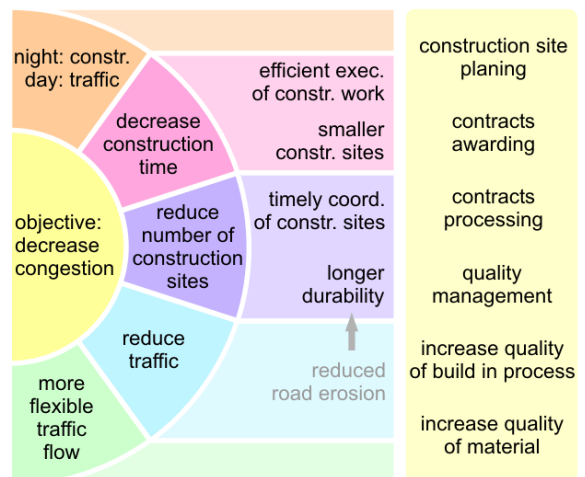 night: constr.
day: traffic
decrease
construction
time
objective:
decrease
congestion
reduce
number of
construction
sites
reduce
traffic
more
flexible
traffic
flow
efficient exec.
of constr. work
smaller
constr. sites
timely coord.
of constr. sites
longer
durability
reduced
road erosion
construction site
planing
contracts
awarding
contracts
processing
quality
management
increase quality
of build in process
increase quality
of material